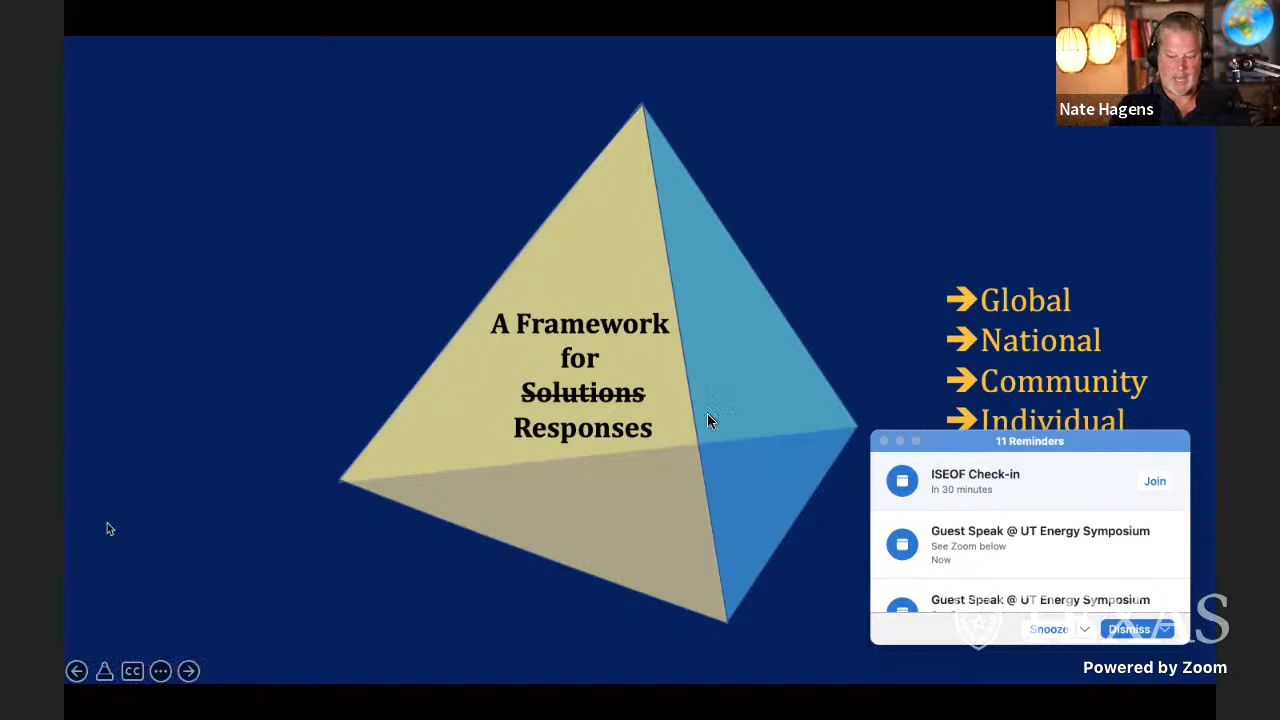 Nate Hagens
A Framework
for
Solutions
Responses
➔Global
➔National
➔Community
➔Individual
11 Reminders
ISEOF Check-in
In 30 minutes
Join
Guest Speak @ UT Energy Symposium
See Zoom below
Now
Guest Speak @ UT Energy Symposium
Snooze
Dismiss
TEXAS
Powered by Zoom
CC